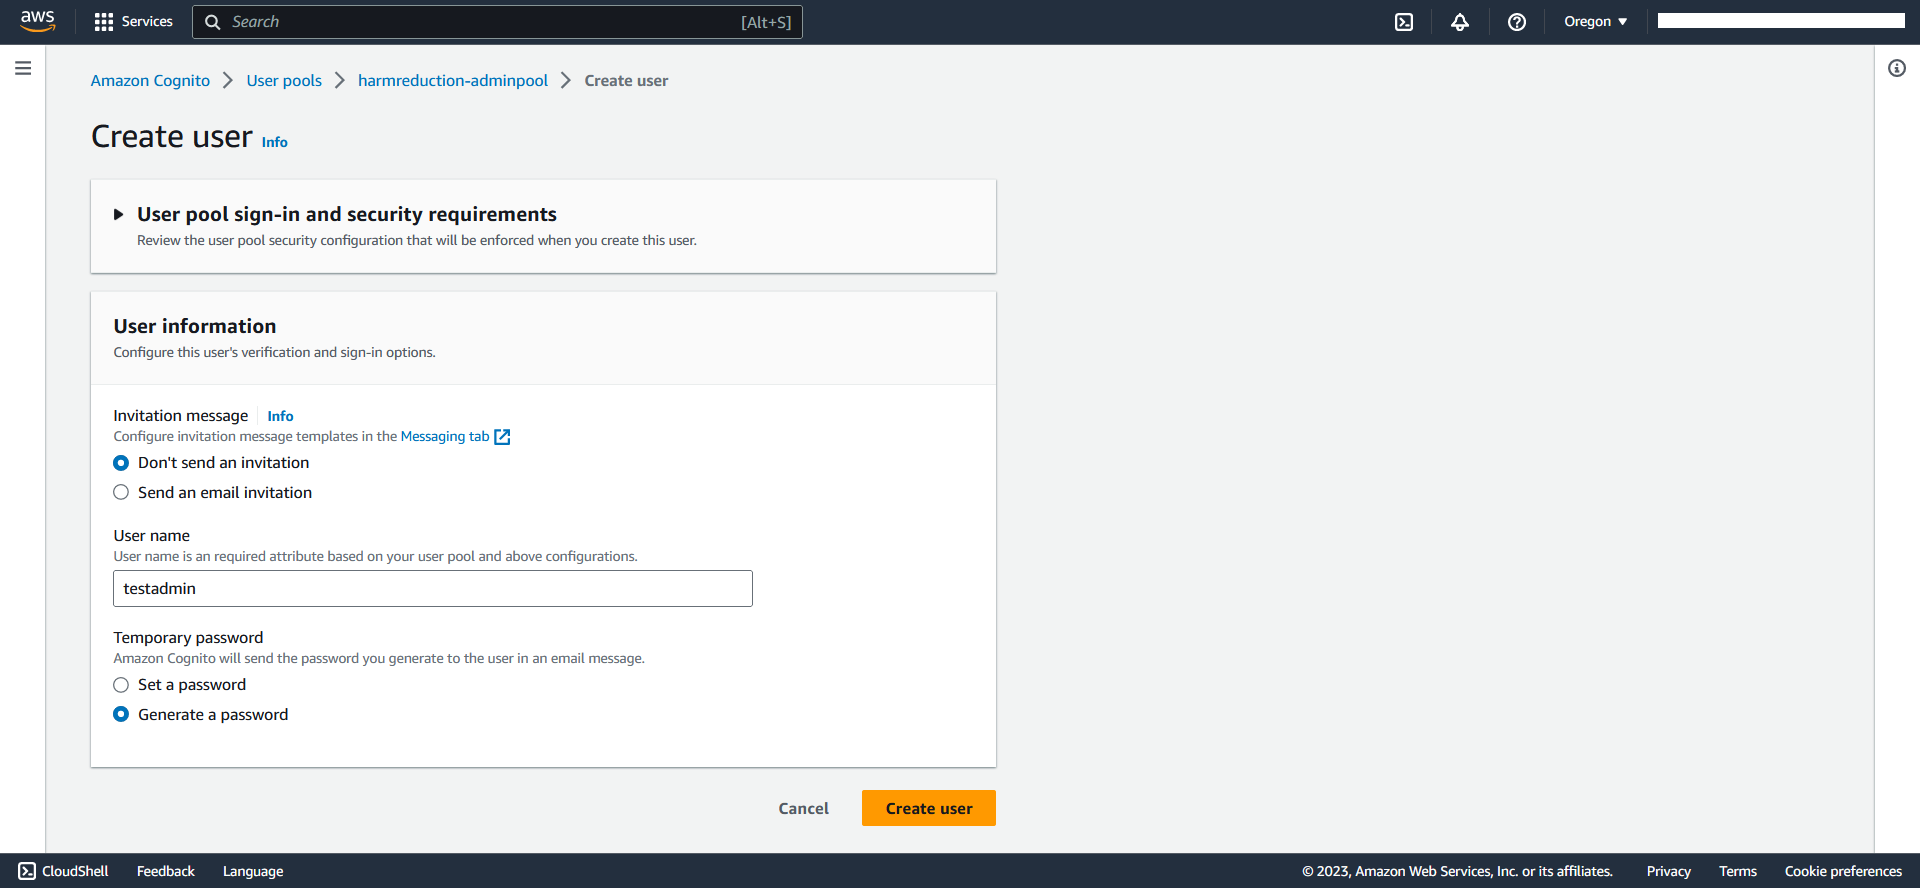 aws
Services
Search [Alt+S]
Oregon
Amazon Cognito
User pools
harmreduction-adminpool
Create user
Create user Info
User pool sign-in and security requirements
Review the user pool security configuration that will be enforced when you create this user.
User information
Configure this user's verification and sign-in options.
Invitation message Info
Configure invitation message templates in the Messaging tab
Don't send an invitation
Send an email invitation
User name
User name is an required attribute based on your user pool and above configurations.
testadmin
Temporary password
Amazon Cognito will send the password you generate to the user in an email message.
Set a password
Generate a password
Cancel
Create user
CloudShell
Feedback
Language
© 2023, Amazon Web Services, Inc. or its affiliates.
Privacy
Terms
Cookie preferences